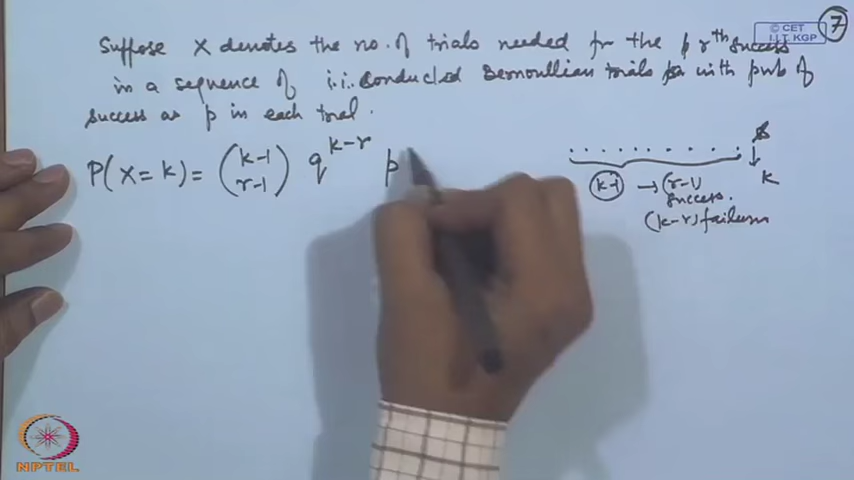 Suppose X denotes the no. of trials needed for the p rth success
in a sequence of i.i. conducted Bernoullian trials with prob of
success as p in each trial.
P(X = k) = (k-1 r-1) q^{k-r} p
(k-1) → (r-1) success.
(k-r) failures
k
7
© CET
I.I.T. KGP
NPTEL